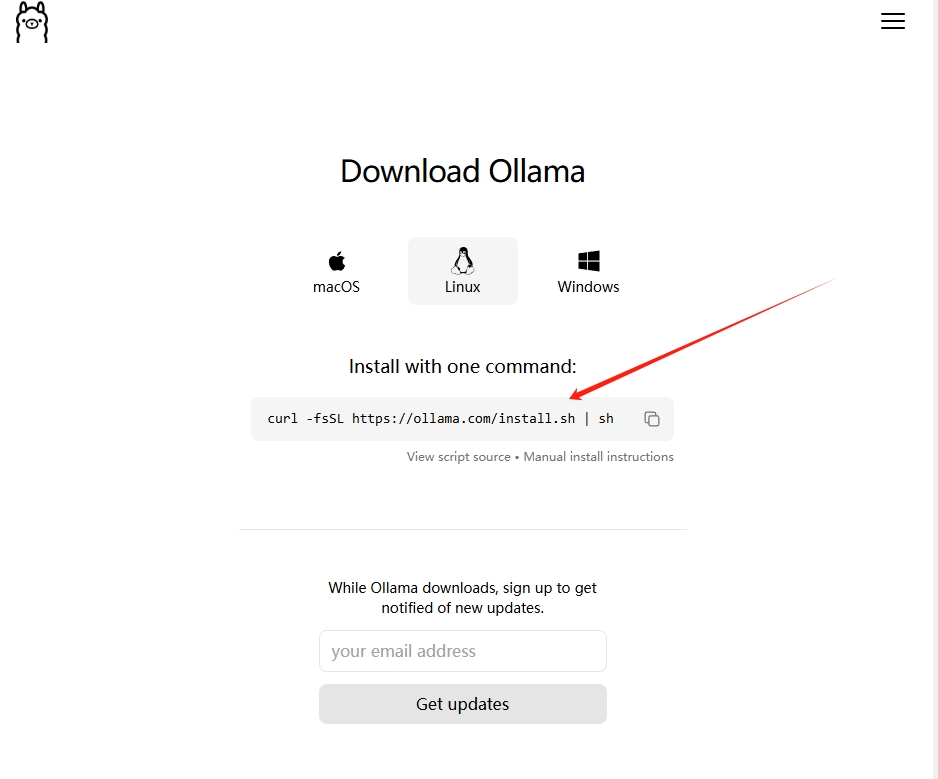 Download Ollama
macOS
Linux
Windows
Install with one command:
curl -fsSL https://ollama.com/install.sh | sh
View script source • Manual install instructions
While Ollama downloads, sign up to get
notified of new updates.
your email address
Get updates